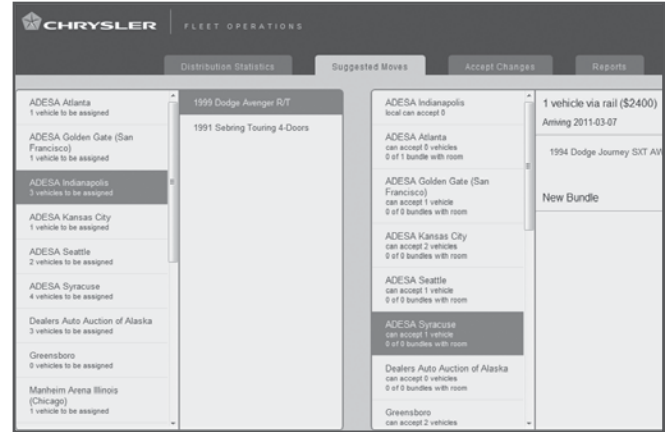 CHRYSLER
FLEET OPERATIONS
Distribution Statistics
Suggested Moves
Accept Changes
Reports
ADESA Atlanta
1 vehicle to be assigned
ADESA Golden Gate (San
Francisco)
1 vehicle to be assigned
ADESA Indianapolis
3 vehicles to be assigned
ADESA Kansas City
1 vehicle to be assigned
ADESA Seattle
2 vehicles to be assigned
ADESA Syracuse
4 vehicles to be assigned
Dealers Auto Auction of Alaska
3 vehicles to be assigned
Greensboro
0 vehicles to be assigned
Manheim Arena Illinois
(Chicago)
1 vehicle to be assigned
1999 Dodge Avenger R/T
1991 Sebring Touring 4-Doors
ADESA Indianapolis
local can accept 0
ADESA Atlanta
can accept 0 vehicles
0 of 1 bundle with room
ADESA Golden Gate (San
Francisco)
can accept 1 vehicle
0 of 0 bundles with room
ADESA Kansas City
can accept 2 vehicles
0 of 0 bundles with room
ADESA Seattle
can accept 1 vehicle
0 of 0 bundles with room
ADESA Syracuse
can accept 1 vehicle
0 of 0 bundles with room
Dealers Auto Auction of Alaska
can accept 0 vehicles
0 of 0 bundles with room
Greensboro
can accept 2 vehicles
1 vehicle via rail ($2400)
Arriving 2011-03-07
1994 Dodge Journey SXT AW
New Bundle